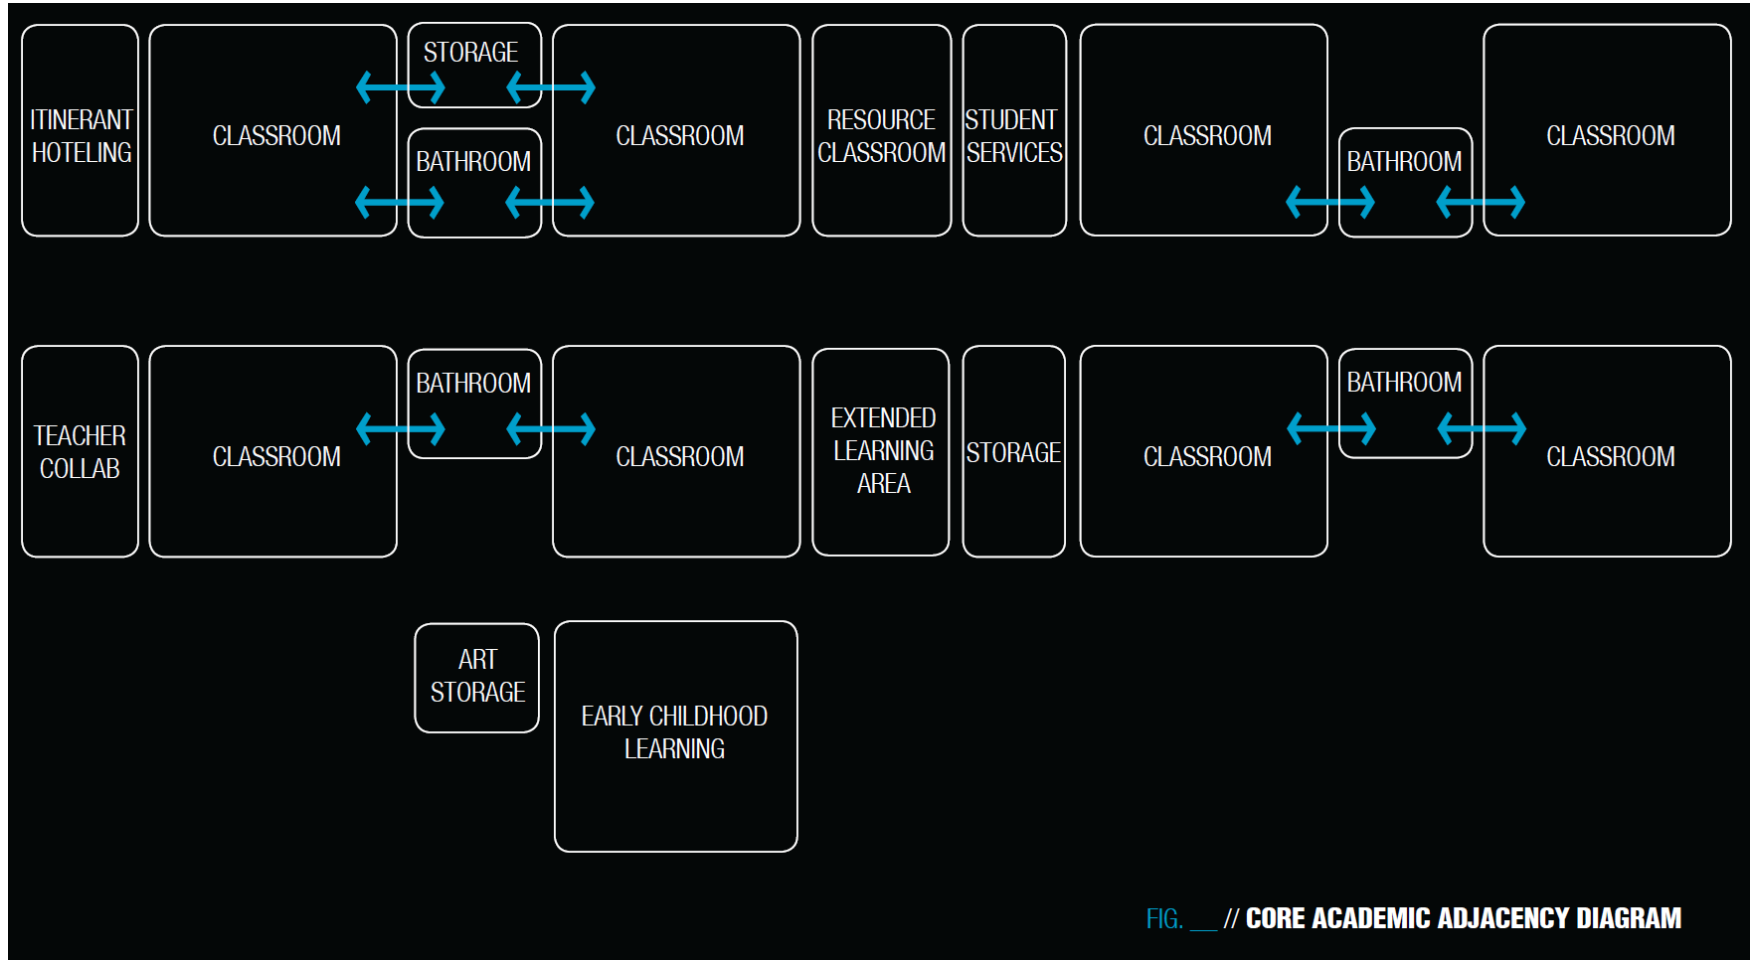 ITINERANT
HOTELING
CLASSROOM
STORAGE
BATHROOM
CLASSROOM
RESOURCE
CLASSROOM
STUDENT
SERVICES
CLASSROOM
BATHROOM
CLASSROOM
TEACHER
COLLAB
CLASSROOM
BATHROOM
CLASSROOM
EXTENDED
LEARNING
AREA
STORAGE
CLASSROOM
BATHROOM
CLASSROOM
ART
STORAGE
EARLY CHILDHOOD
LEARNING
FIG. __ // CORE ACADEMIC ADJACENCY DIAGRAM